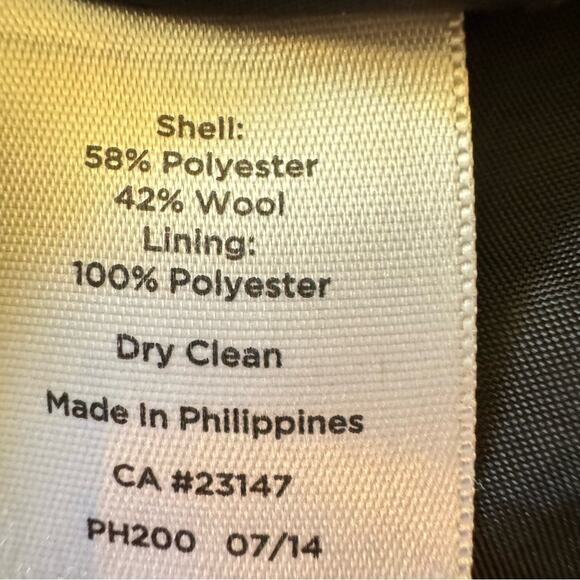 Shell:
58% Polyester
42% Wool
Lining:
100% Polyester
Dry Clean
Made In Philippines
CA #23147
PH200 07/14